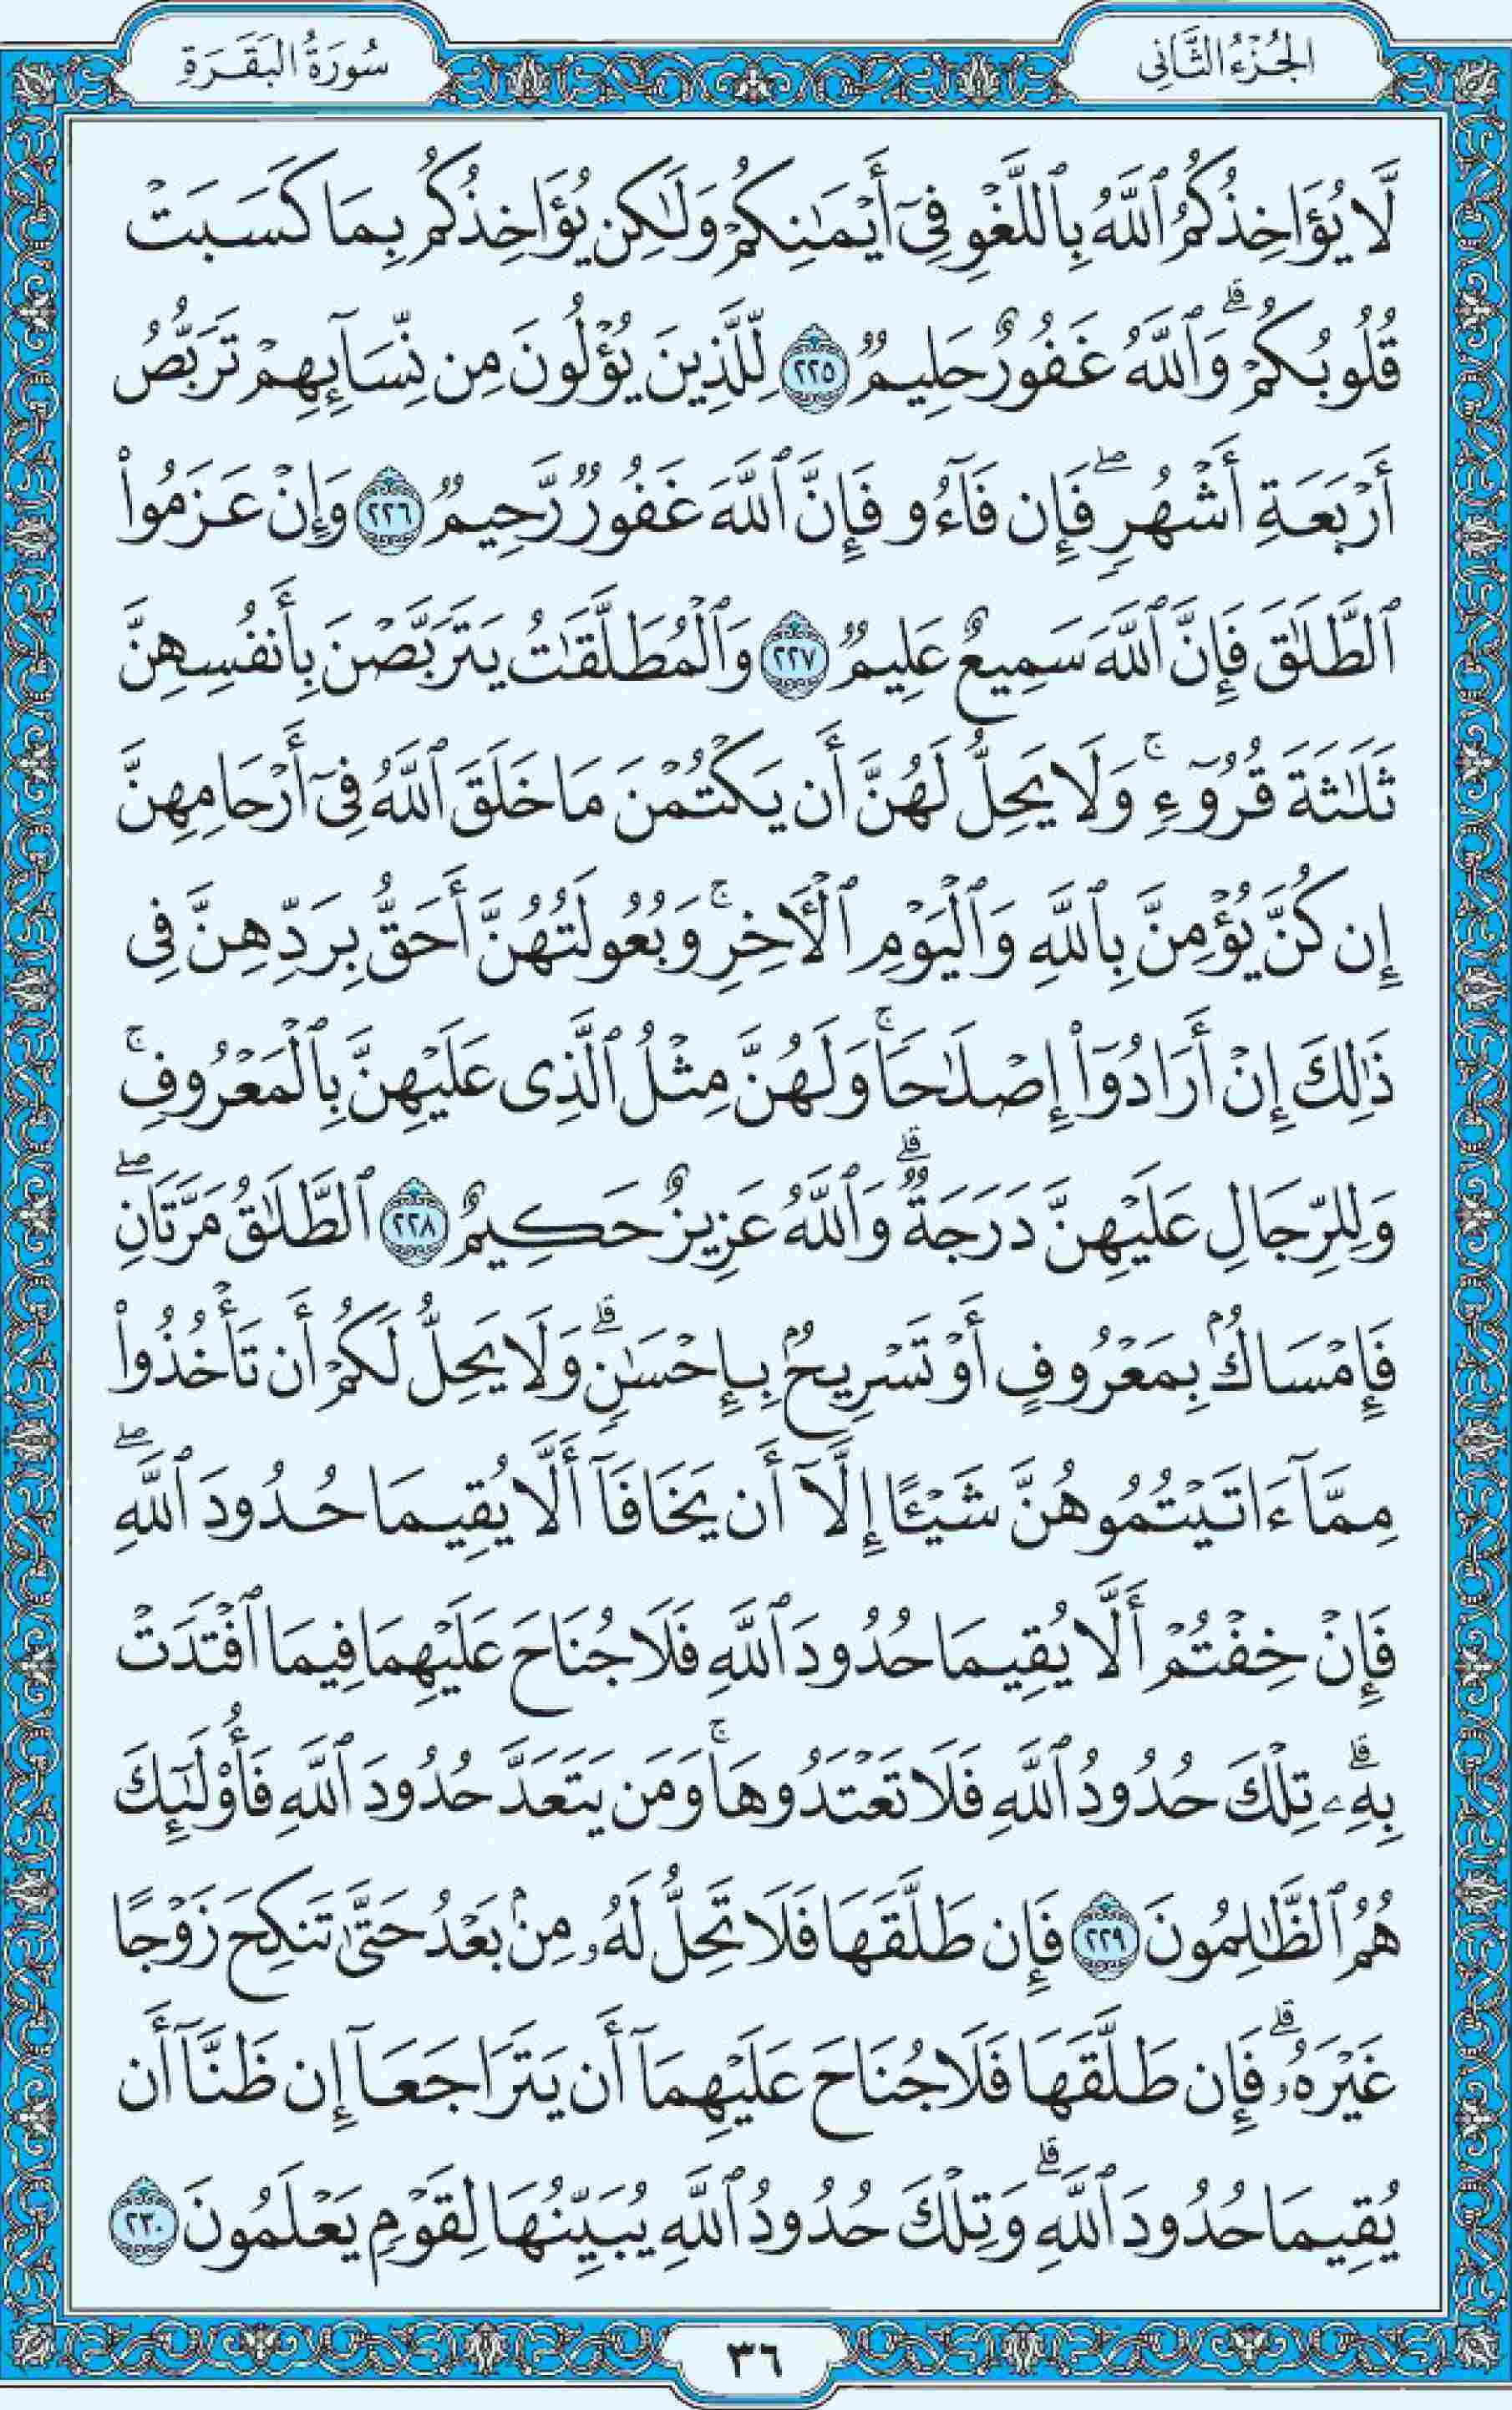 الجُزْءُ الثَّانِي
سُورَةُ البَقَرَةِ
لَّا يُؤَاخِذُكُمُ ٱللَّهُ بِٱللَّغْوِ فِىٓ أَيْمَـٰنِكُمْ وَلَـٰكِن يُؤَاخِذُكُم بِمَا كَسَبَتْ
قُلُوبُكُمْ ۗ وَٱللَّهُ غَفُورٌ حَلِيمٌ ٢٢٥ لِّلَّذِينَ يُؤْلُونَ مِن نِّسَآئِهِمْ تَرَبُّصُ
أَرْبَعَةِ أَشْهُرٍ ۖ فَإِن فَآءُو فَإِنَّ ٱللَّهَ غَفُورٌ رَّحِيمٌ ٢٢٦ وَإِنْ عَزَمُوا۟
ٱلطَّلَـٰقَ فَإِنَّ ٱللَّهَ سَمِيعٌ عَلِيمٌ ٢٢٧ وَٱلْمُطَلَّقَـٰتُ يَتَرَبَّصْنَ بِأَنفُسِهِنَّ
ثَلَـٰثَةَ قُرُوٓءٍ ۚ وَلَا يَحِلُّ لَهُنَّ أَن يَكْتُمْنَ مَا خَلَقَ ٱللَّهُ فِىٓ أَرْحَامِهِنَّ
إِن كُنَّ يُؤْمِنَّ بِٱللَّهِ وَٱلْيَوْمِ ٱلْـَٔاخِرِ ۚ وَبُعُولَتُهُنَّ أَحَقُّ بِرَدِّهِنَّ فِى
ذَٰلِكَ إِنْ أَرَادُوٓا۟ إِصْلَـٰحًا ۚ وَلَهُنَّ مِثْلُ ٱلَّذِى عَلَيْهِنَّ بِٱلْمَعْرُوفِ ۚ
وَلِلرِّجَالِ عَلَيْهِنَّ دَرَجَةٌ ۗ وَٱللَّهُ عَزِيزٌ حَكِيمٌ ٢٢٨ ٱلطَّلَـٰقُ مَرَّتَانِ ۖ
فَإِمْسَاكٌۢ بِمَعْرُوفٍ أَوْ تَسْرِيحٌۢ بِإِحْسَـٰنٍ ۗ وَلَا يَحِلُّ لَكُمْ أَن تَأْخُذُوا۟
مِمَّآ ءَاتَيْتُمُوهُنَّ شَيْـًٔا إِلَّآ أَن يَخَافَآ أَلَّا يُقِيمَا حُدُودَ ٱللَّهِ ۖ
فَإِنْ خِفْتُمْ أَلَّا يُقِيمَا حُدُودَ ٱللَّهِ فَلَا جُنَاحَ عَلَيْهِمَا فِيمَا ٱفْتَدَتْ
بِهِۦ ۗ تِلْكَ حُدُودُ ٱللَّهِ فَلَا تَعْتَدُوهَا ۚ وَمَن يَتَعَدَّ حُدُودَ ٱللَّهِ فَأُو۟لَـٰٓئِكَ
هُمُ ٱلظَّـٰلِمُونَ ٢٢٩ فَإِن طَلَّقَهَا فَلَا تَحِلُّ لَهُۥ مِنۢ بَعْدُ حَتَّىٰ تَنكِحَ زَوْجًا
غَيْرَهُۥ ۗ فَإِن طَلَّقَهَا فَلَا جُنَاحَ عَلَيْهِمَآ أَن يَتَرَاجَعَآ إِن ظَنَّآ أَن
يُقِيمَا حُدُودَ ٱللَّهِ ۗ وَتِلْكَ حُدُودُ ٱللَّهِ يُبَيِّنُهَا لِقَوْمٍ يَعْلَمُونَ ٢٣٠
٣٦